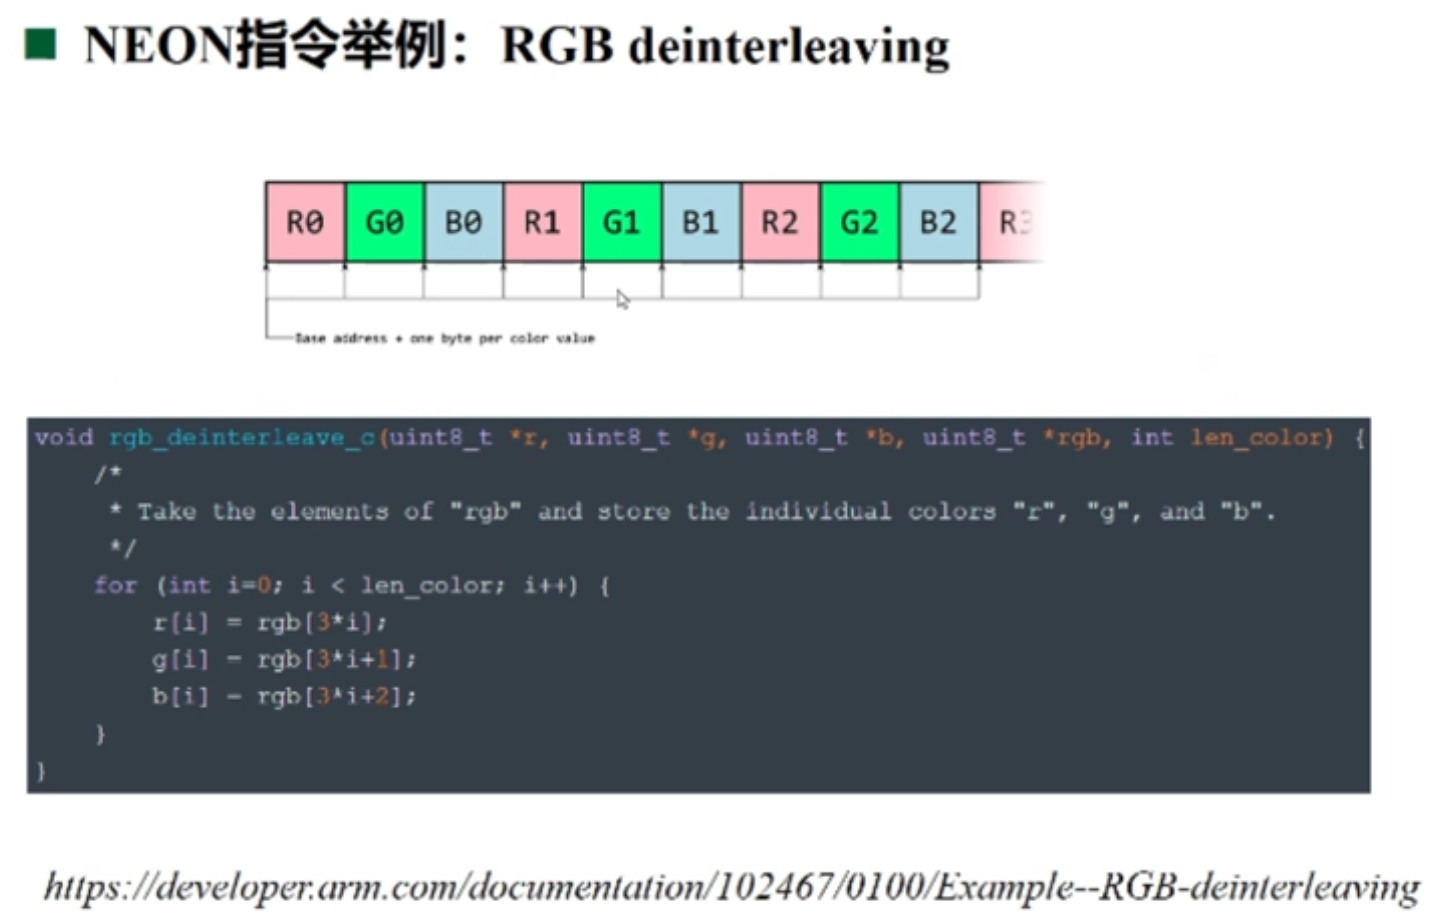 NEON指令举例：RGB deinterleaving
R0 G0 B0 R1 G1 B1 R2 G2 B2 R3
Base address + one byte per color value
void rgb_deinterleave_c(uint8_t *r, uint8_t *g, uint8_t *b, uint8_t *rgb, int len_color) {
/*
* Take the elements of "rgb" and store the individual colors "r", "g", and "b".
*/
for (int i=0; i < len_color; i++) {
r[i] = rgb[3*i];
g[i] = rgb[3*i+1];
b[i] = rgb[3*i+2];
}
}
https://developer.arm.com/documentation/102467/0100/Example--RGB-deinterleaving